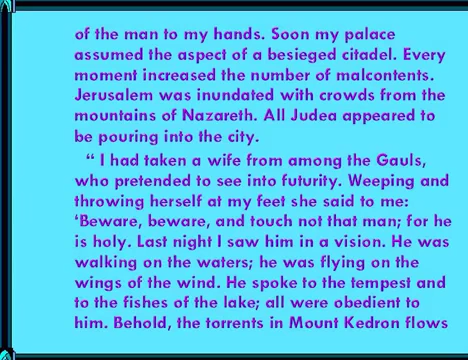 of the man to my hands. Soon my palace
assumed the aspect of a besieged citadel. Every
moment increased the number of malcontents.
Jerusalem was inundated with crowds from the
mountains of Nazareth. All Judea appeared to
be pouring into the city.
“ I had taken a wife from among the Gauls,
who pretended to see into futurity. Weeping and
throwing herself at my feet she said to me:
‘Beware, beware, and touch not that man; for he
is holy. Last night I saw him in a vision. He was
walking on the waters; he was flying on the
wings of the wind. He spoke to the tempest and
to the fishes of the lake; all were obedient to
him. Behold, the torrents in Mount Kedron flows